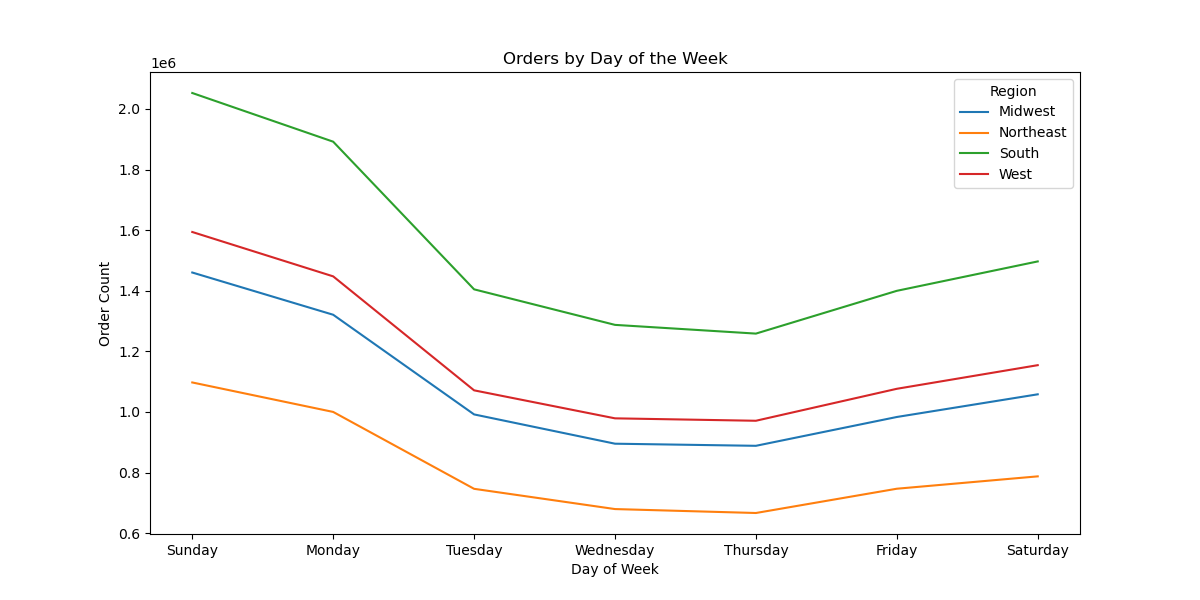 Orders by Day of the Week
1e6
2.0
1.8
1.6
1.4
1.2
1.0
0.8
0.6
Order Count
Region
Midwest
Northeast
South
West
Sunday Monday Tuesday Wednesday Thursday Friday Saturday
Day of Week